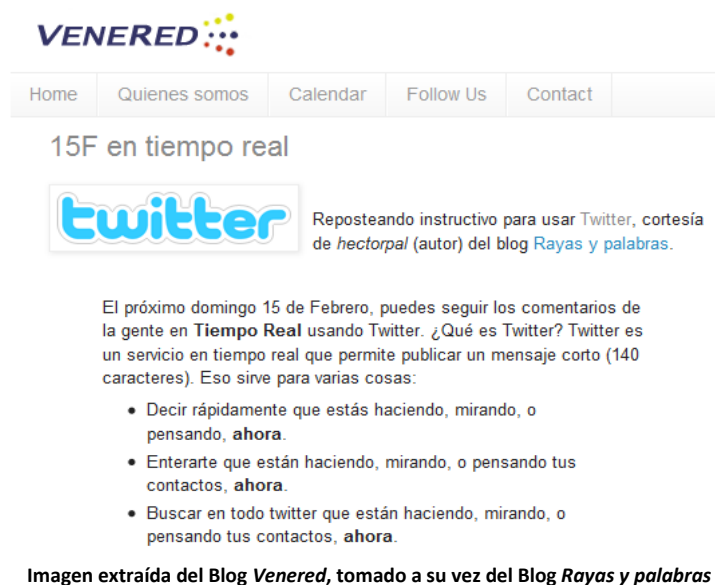 VENERED
Home Quienes somos Calendar Follow Us Contact
15F en tiempo real
twitter
Reposteando instructivo para usar Twitter, cortesía
de hectorpal (autor) del blog Rayas y palabras.
El próximo domingo 15 de Febrero, puedes seguir los comentarios de
la gente en Tiempo Real usando Twitter. ¿Qué es Twitter? Twitter es
un servicio en tiempo real que permite publicar un mensaje corto (140
caracteres). Eso sirve para varias cosas:
• Decir rápidamente que estás haciendo, mirando, o
pensando, ahora.
• Enterarte que están haciendo, mirando, o pensando tus
contactos, ahora.
• Buscar en todo twitter que están haciendo, mirando, o
pensando tus contactos, ahora.
Imagen extraída del Blog Venered, tomado a su vez del Blog Rayas y palabras